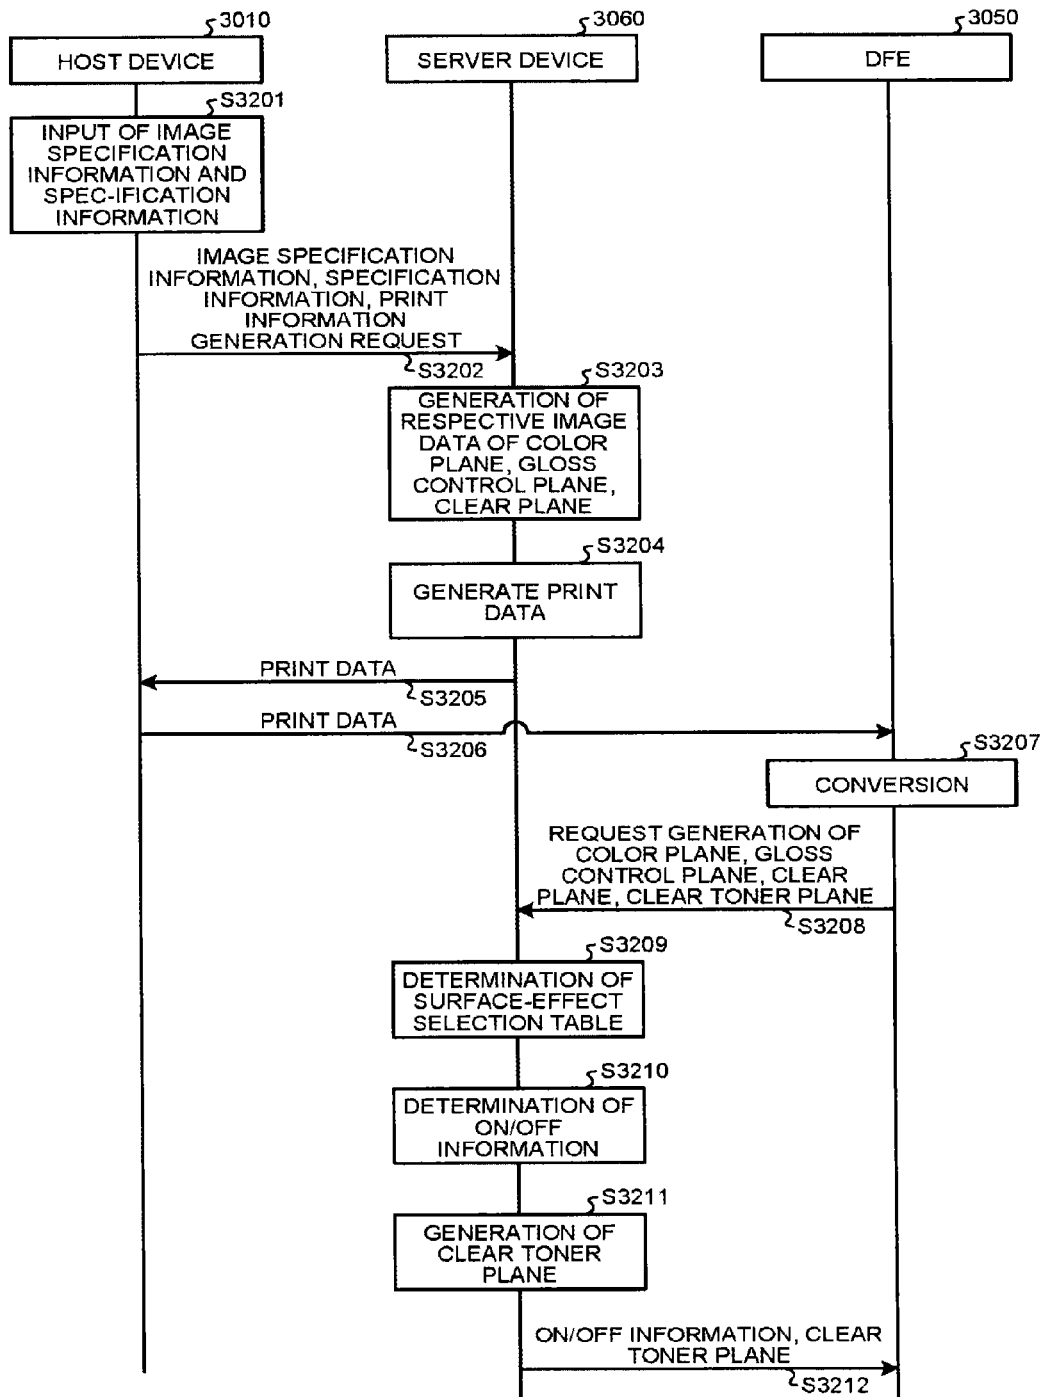 3010
3060
3050
HOST DEVICE
SERVER DEVICE
DFE
S3201
INPUT OF IMAGE
SPECIFICATION
INFORMATION AND
SPEC-IFICATION
INFORMATION
IMAGE SPECIFICATION
INFORMATION, SPECIFICATION
INFORMATION, PRINT
INFORMATION
GENERATION REQUEST
S3202
S3203
GENERATION OF
RESPECTIVE IMAGE
DATA OF COLOR
PLANE, GLOSS
CONTROL PLANE,
CLEAR PLANE
S3204
GENERATE PRINT
DATA
PRINT DATA
S3205
PRINT DATA
S3206
S3207
CONVERSION
REQUEST GENERATION OF
COLOR PLANE, GLOSS
CONTROL PLANE, CLEAR
PLANE, CLEAR TONER PLANE
S3208
S3209
DETERMINATION OF
SURFACE-EFFECT
SELECTION TABLE
S3210
DETERMINATION OF
ON/OFF
INFORMATION
S3211
GENERATION OF
CLEAR TONER
PLANE
ON/OFF INFORMATION, CLEAR
TONER PLANE
S3212